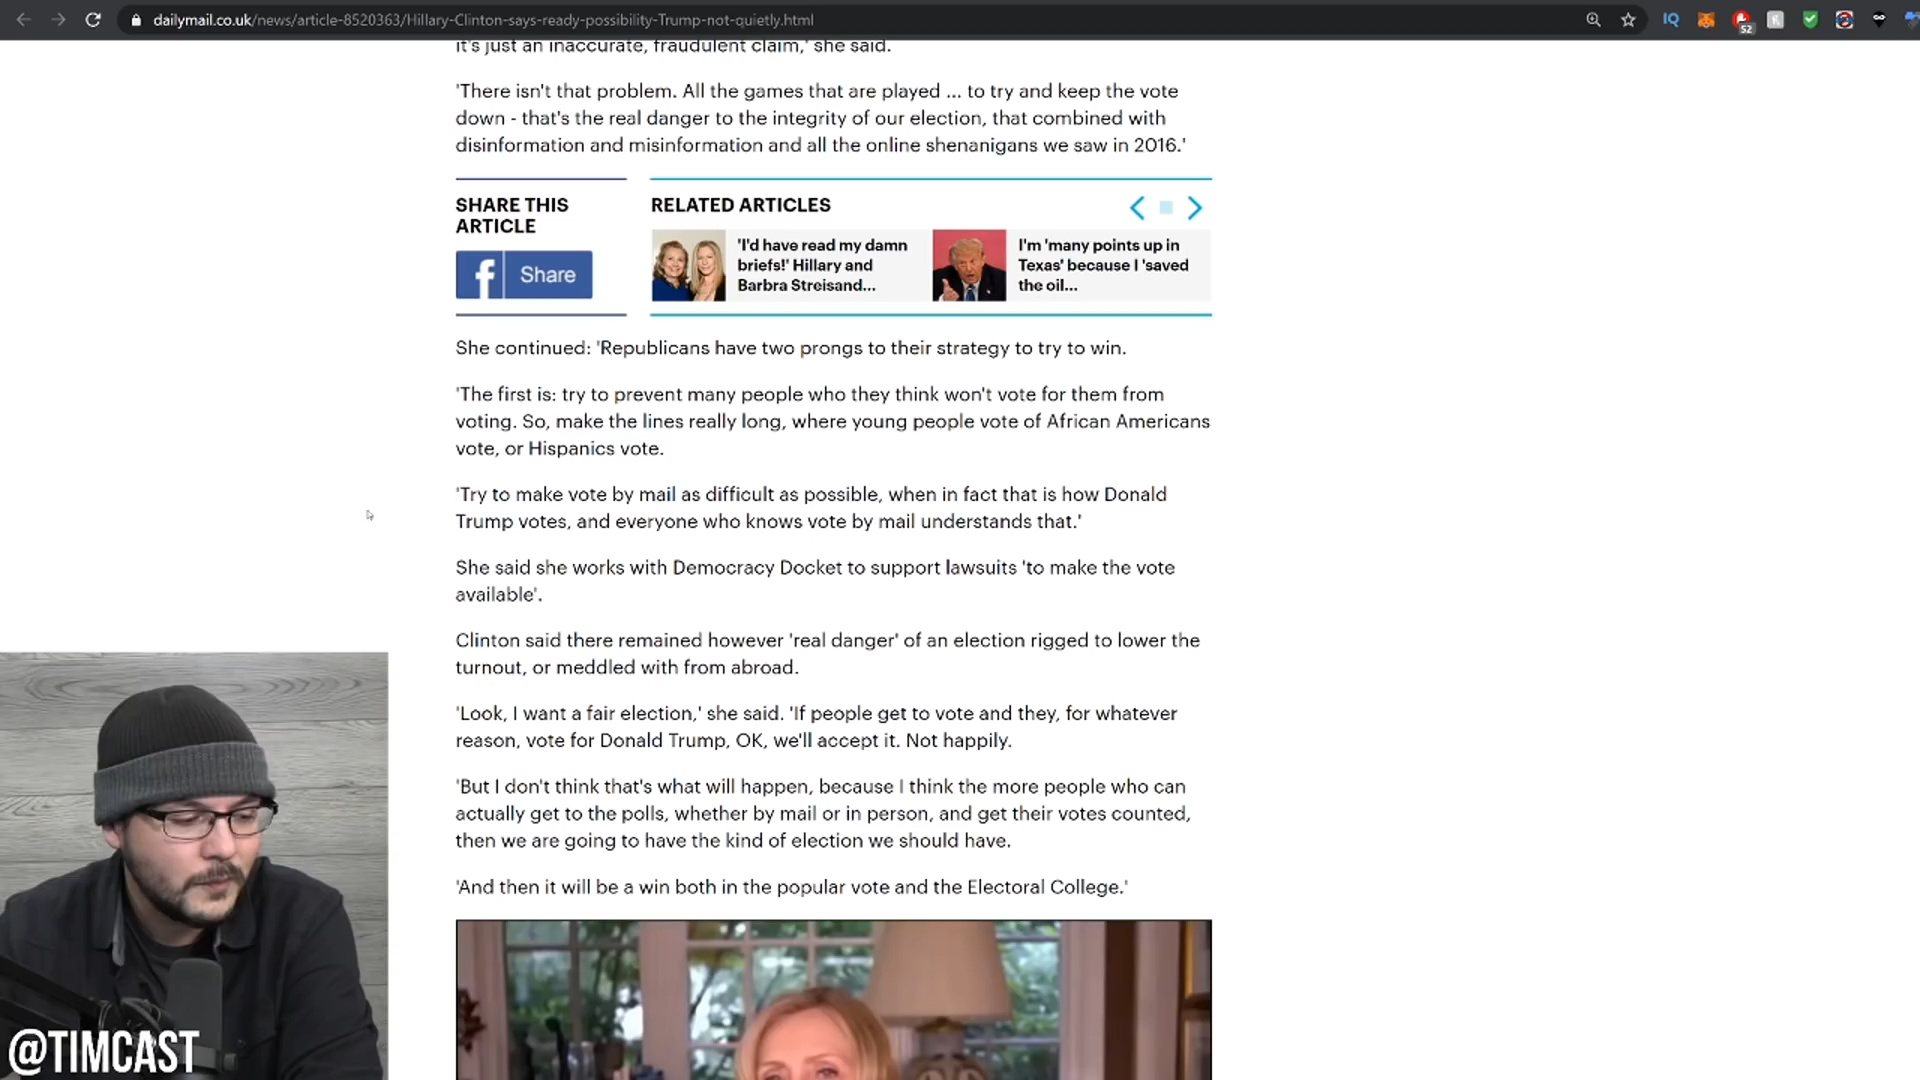 dailymail.co.uk/news/article-8520363/Hillary-Clinton-says-ready-possibility-Trump-not-quietly.html
IQ
52
it's just an inaccurate, fraudulent claim,' she said.
'There isn't that problem. All the games that are played ... to try and keep the vote
down - that's the real danger to the integrity of our election, that combined with
disinformation and misinformation and all the online shenanigans we saw in 2016.'
SHARE THIS
ARTICLE
f Share
RELATED ARTICLES
'I'd have read my damn
briefs!' Hillary and
Barbra Streisand...
I'm 'many points up in
Texas' because I 'saved
the oil...
She continued: 'Republicans have two prongs to their strategy to try to win.
'The first is: try to prevent many people who they think won't vote for them from
voting. So, make the lines really long, where young people vote of African Americans
vote, or Hispanics vote.
'Try to make vote by mail as difficult as possible, when in fact that is how Donald
Trump votes, and everyone who knows vote by mail understands that.'
She said she works with Democracy Docket to support lawsuits 'to make the vote
available'.
Clinton said there remained however 'real danger' of an election rigged to lower the
turnout, or meddled with from abroad.
'Look, I want a fair election,' she said. 'If people get to vote and they, for whatever
reason, vote for Donald Trump, OK, we'll accept it. Not happily.
'But I don't think that's what will happen, because I think the more people who can
actually get to the polls, whether by mail or in person, and get their votes counted,
then we are going to have the kind of election we should have.
'And then it will be a win both in the popular vote and the Electoral College.'
@TIMCAST